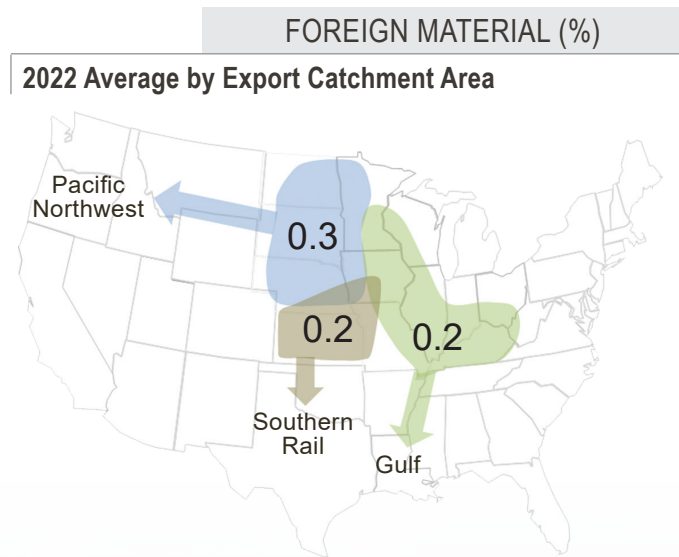 FOREIGN MATERIAL (%)
2022 Average by Export Catchment Area
Pacific
Northwest
0.3
0.2
0.2
Southern
Rail
Gulf